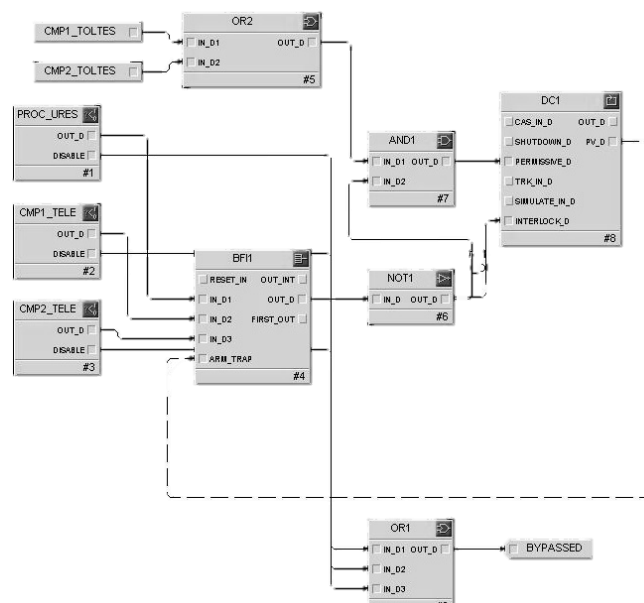 CMP1_TOLTES
CMP2_TOLTES
OR2
IN_D1 OUT_D
IN_D2
#5
PROC_URES
OUT_D
DISABLE
#1
CMP1_TELE
OUT_D
DISABLE
#2
CMP2_TELE
OUT_D
DISABLE
#3
BFI1
RESET_IN OUT_INT
IN_D1 OUT_D
IN_D2 FIRST_OUT
IN_D3
ARM_TRAP
#4
AND1
IN_D1 OUT_D
IN_D2
#7
NOT1
IN_D OUT_D
#6
DC1
CAS_IN_D OUT_D
SHUTDOWN_D PV_D
PERMISSIVE_D
TRK_IN_D
SIMULATE_IN_D
INTERLOCK_D
#8
OR1
IN_D1 OUT_D
IN_D2
IN_D3
BYPASSED